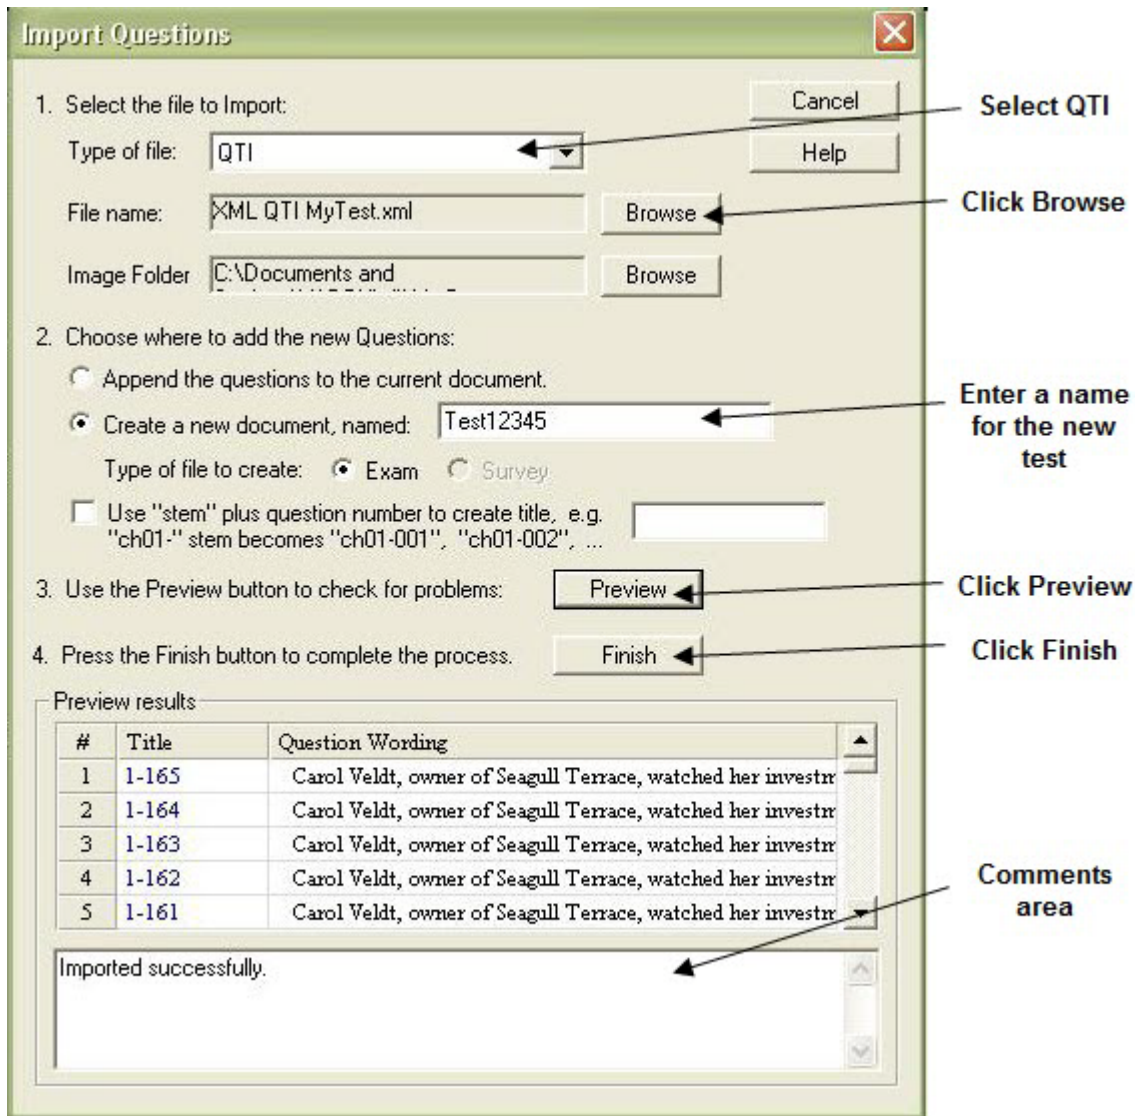 Import Questions
1. Select the file to Import:
Cancel
Select QTI
Type of file:
QTI
Help
File name:
XML QTI MyTest.xml
Browse
Click Browse
Image Folder
C:\Documents and
Browse
2. Choose where to add the new Questions:
Append the questions to the current document.
Create a new document, named:
Test12345
Enter a name
for the new
test
Type of file to create:
Exam
Survey
Use "stem" plus question number to create title, e.g.
"ch01-" stem becomes "ch01-001", "ch01-002", ...
3. Use the Preview button to check for problems:
Preview
Click Preview
4. Press the Finish button to complete the process.
Finish
Click Finish
Preview results
# Title Question Wording
1 1-165 Carol Veldt, owner of Seagull Terrace, watched her investm
2 1-164 Carol Veldt, owner of Seagull Terrace, watched her investm
3 1-163 Carol Veldt, owner of Seagull Terrace, watched her investm
4 1-162 Carol Veldt, owner of Seagull Terrace, watched her investm
5 1-161 Carol Veldt, owner of Seagull Terrace, watched her investm
Comments
area
Imported successfully.